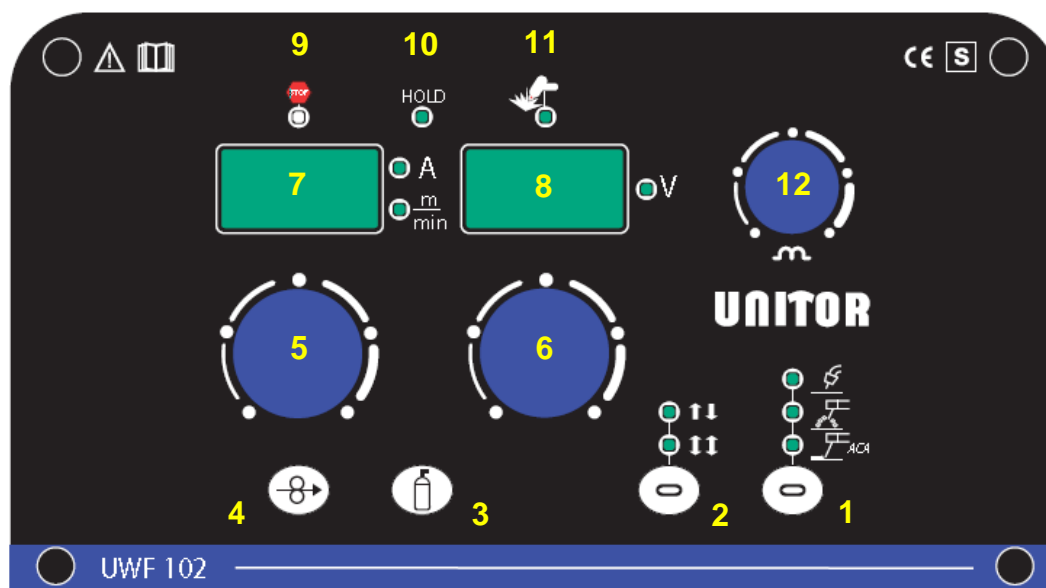 9 10 11
CE S
STOP HOLD
7 A 8 V 12
m
min
UNITOR
5 6
ACA
4 3 2 1
UWF 102